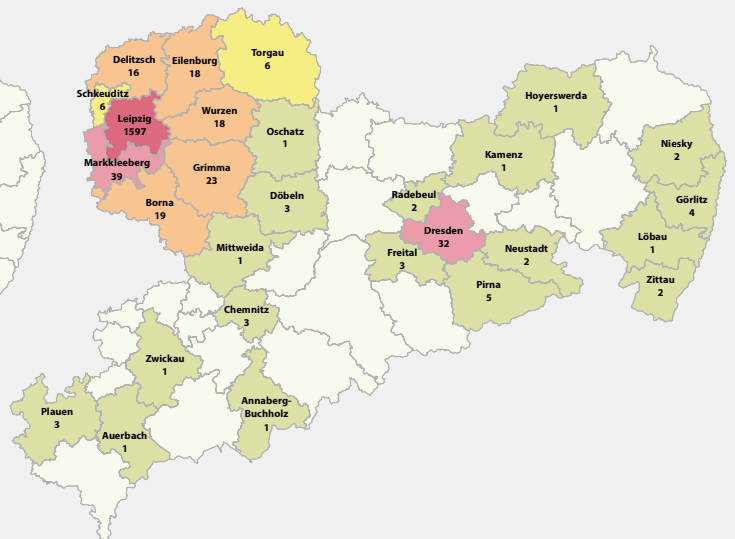 Torgau
6
Delitzsch
16
Eilenburg
18
Schkeuditz
6
Leipzig
1597
Wurzen
18
Hoyerswerda
1
Oschatz
1
Markkleeberg
39
Grimma
23
Kamenz
1
Niesky
2
Borna
19
Döbeln
3
Radebeul
2
Görlitz
4
Dresden
32
Mittweida
1
Freital
3
Neustadt
2
Löbau
1
Pirna
5
Zittau
2
Chemnitz
3
Zwickau
1
Plauen
3
Annaberg-
Buchholz
1
Auerbach
1